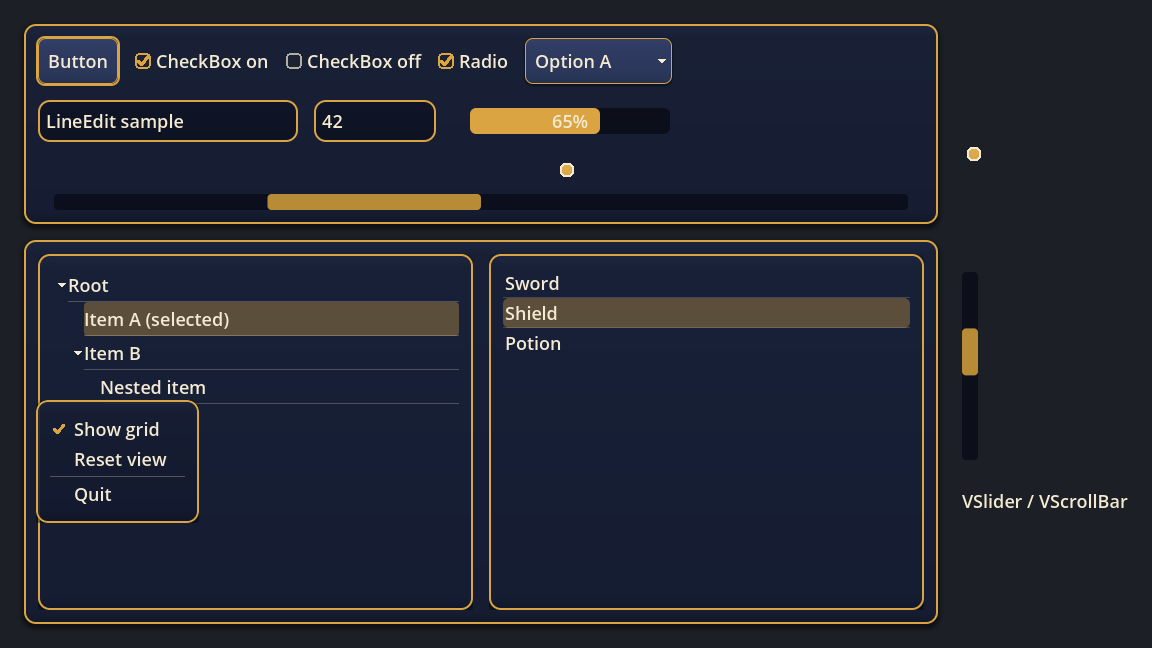 Button CheckBox on CheckBox off Radio Option A
LineEdit sample 42 65%
Root
Item A (selected)
Item B
Nested item
Show grid
Reset view
Quit
Sword
Shield
Potion
VSlider / VScrollBar